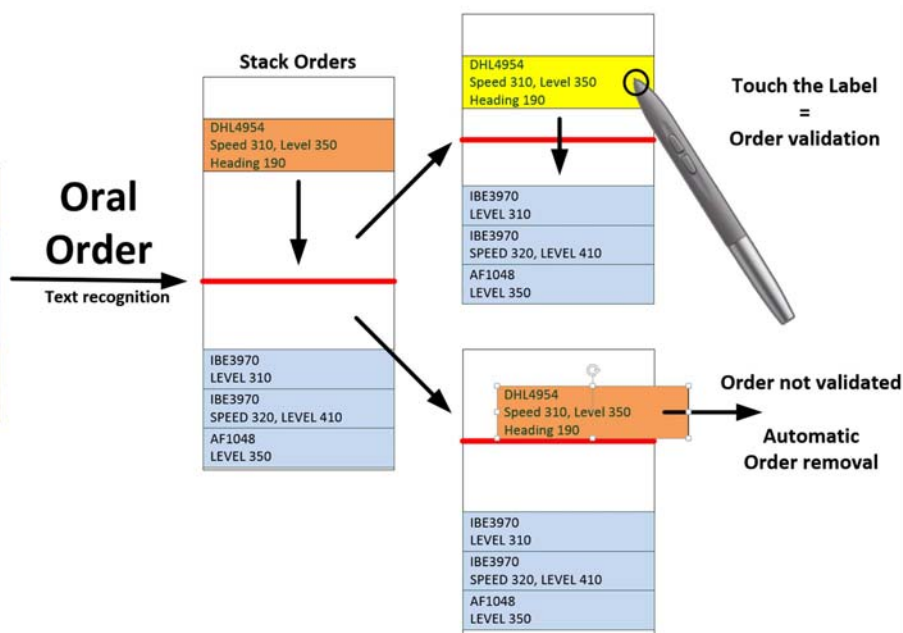 Stack Orders
DHL4954
Speed 310, Level 350
Heading 190
Oral
Order
Text recognition
IBE3970
LEVEL 310
IBE3970
SPEED 320, LEVEL 410
AF1048
LEVEL 350
DHL4954
Speed 310, Level 350
Heading 190
Touch the Label
=
Order validation
IBE3970
LEVEL 310
IBE3970
SPEED 320, LEVEL 410
AF1048
LEVEL 350
DHL4954
Speed 310, Level 350
Heading 190
Order not validated
Automatic
Order removal
IBE3970
LEVEL 310
IBE3970
SPEED 320, LEVEL 410
AF1048
LEVEL 350